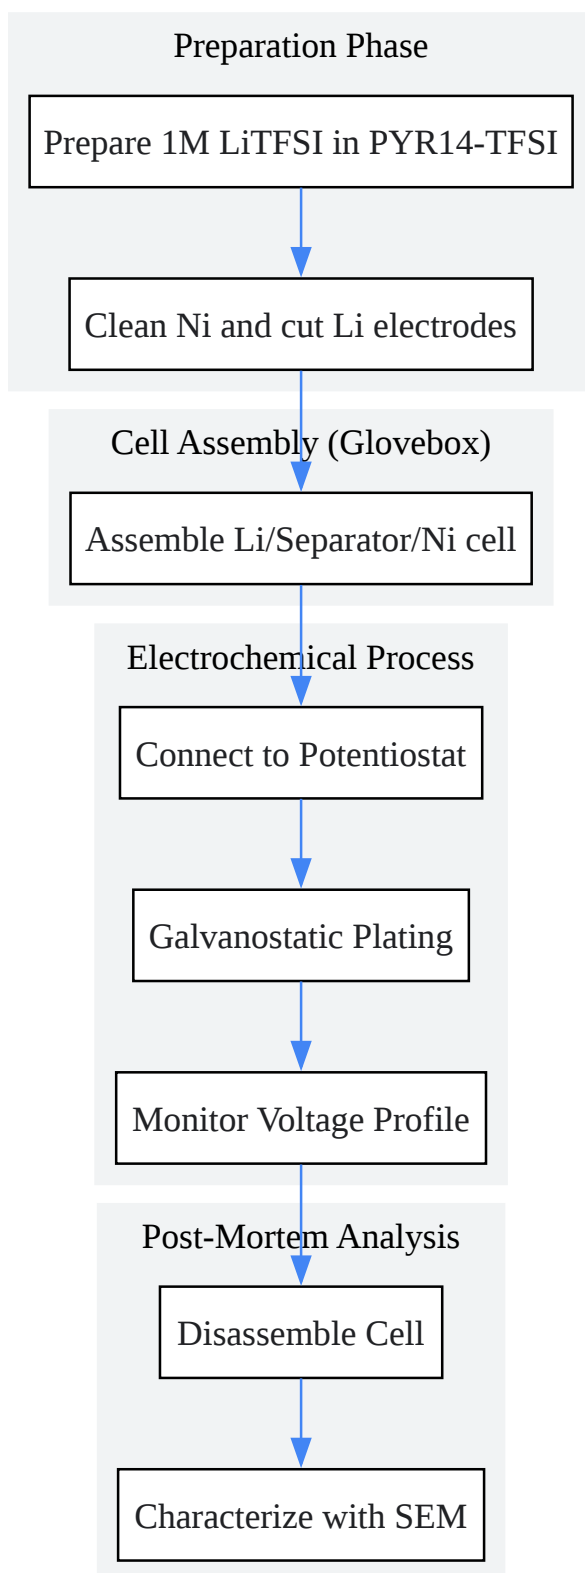 Preparation Phase
Prepare 1M LiTFSI in PYR14-TFSI
Clean Ni and cut Li electrodes
Cell Assembly (Glovebox)
Assemble Li/Separator/Ni cell
Electrochemical Process
Connect to Potentiostat
Galvanostatic Plating
Monitor Voltage Profile
Post-Mortem Analysis
Disassemble Cell
Characterize with SEM